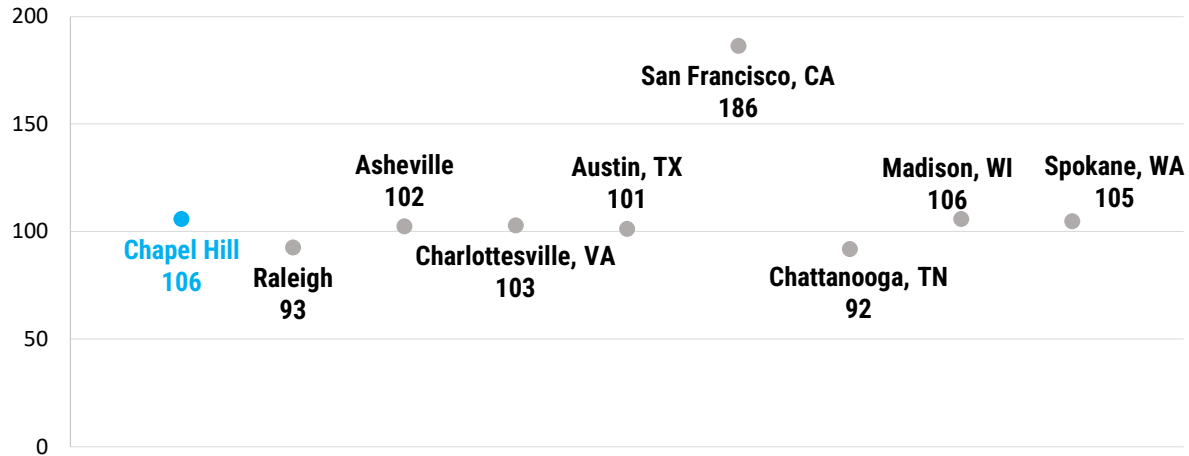 200
San Francisco, CA
186
150
Asheville
102
Austin, TX
101
Madison, WI
106
Spokane, WA
105
100
Chapel Hill
106
Raleigh
93
Charlottesville, VA
103
Chattanooga, TN
92
50
0